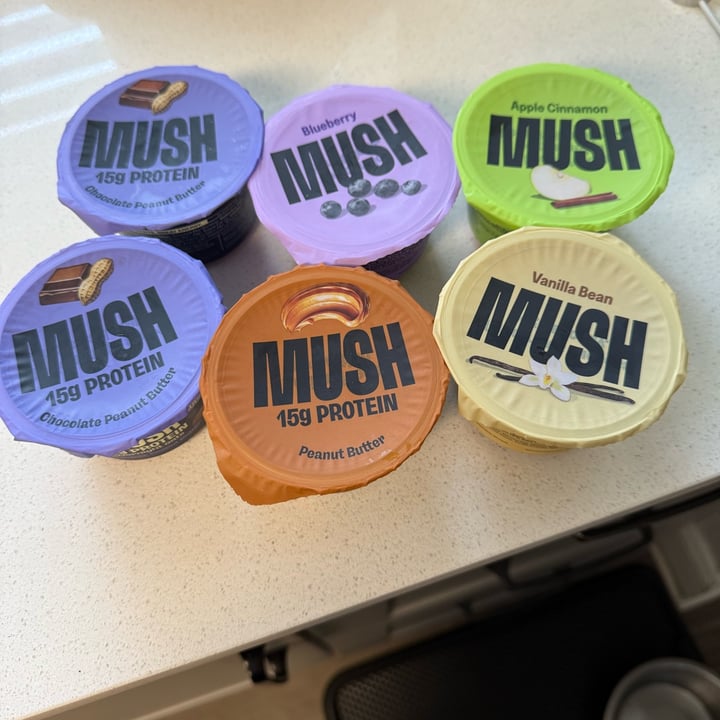 MUSH
15g PROTEIN
Chocolate Peanut Butter
Blueberry
MUSH
Apple Cinnamon
MUSH
MUSH
15g PROTEIN
Chocolate Peanut Butter
MUSH
15g PROTEIN
Peanut Butter
Vanilla Bean
MUSH